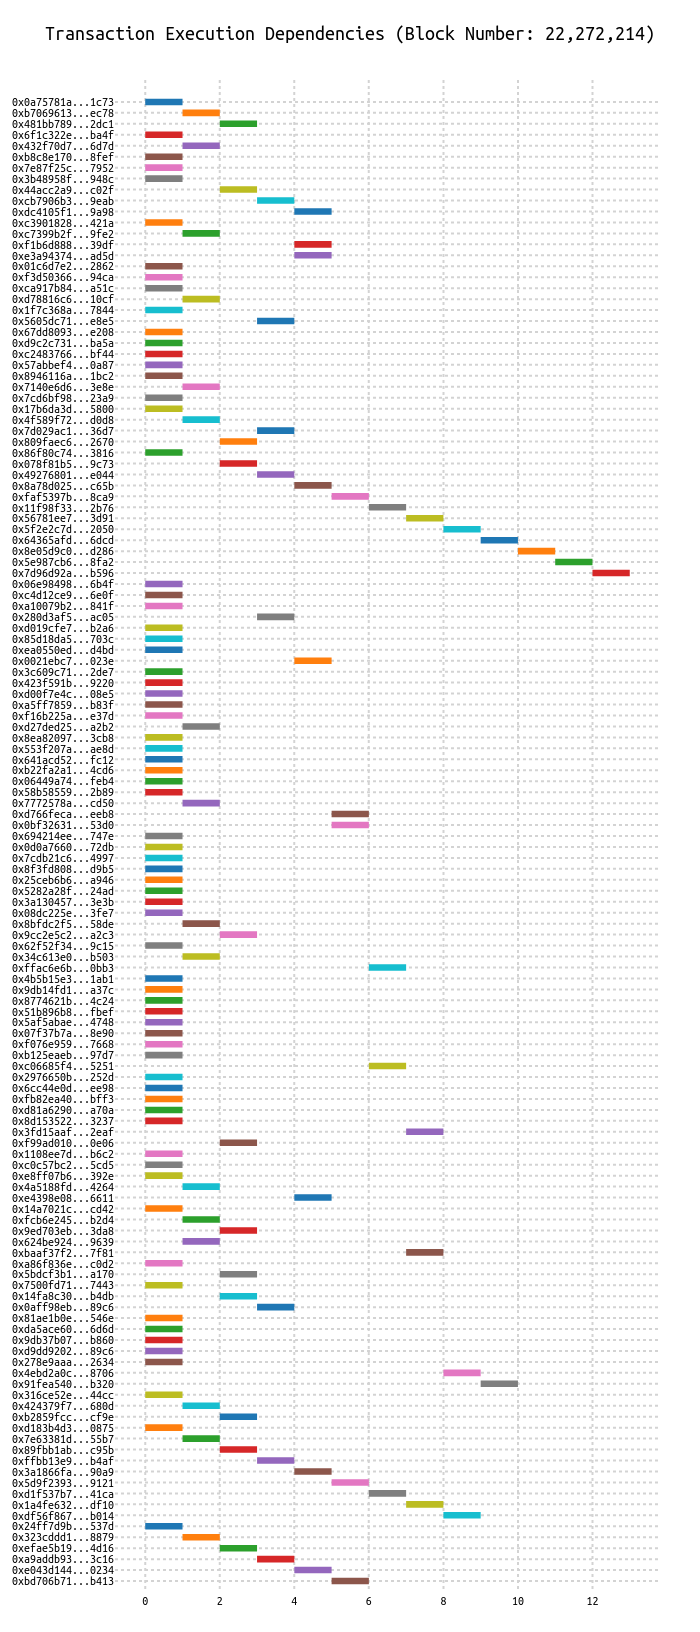 Transaction Execution Dependencies (Block Number: 22,272,214)
0x0a75781a...1c73
0xb7069613...ec78
0x481bb789...2dc1
0x6f1c322e...ba4f
0x432f70d7...6d7d
0xb8c8e170...8fef
0x7e87f25c...7952
0x3b48958f...948c
0x44acc2a9...c02f
0xcb7906b3...9eab
0xdc4105f1...9a98
0xc3901828...421a
0xc7399b2f...9fe2
0xf1b6d888...39df
0xe3a94374...ad5d
0x01c6d7e2...2862
0xf3d50366...94ca
0xca917b84...a51c
0xd78816c6...10cf
0x1f7c368a...7844
0x5605dc71...e8e5
0x67dd8093...e208
0xd9c2c731...ba5a
0xc2483766...bf44
0x57abbef4...0a87
0x8946116a...1bc2
0x7140e6d6...3e8e
0x7cd6bf98...23a9
0x17b6da3d...5800
0x4f589f72...d0d8
0x7d029ac1...36d7
0x809faec6...2670
0x86f80c74...3816
0x078f81b5...9c73
0x49276801...e044
0x8a78d025...c65b
0xfaf5397b...8ca9
0x11f98f33...2b76
0x56781ee7...3d91
0x5f2e2c7d...2050
0x64365afd...6dcd
0x8e05d9c0...d286
0x5e987cb6...8fa2
0x7d96d92a...b596
0x06e98498...6b4f
0xc4d12ce9...6e0f
0xa10079b2...841f
0x280d3af5...ac05
0xd019cfe7...b2a6
0x85d18da5...703c
0xea0550ed...d4bd
0x0021ebc7...023e
0x3c609c71...2de7
0x423f591b...9220
0xd00f7e4c...08e5
0xa5ff7859...b83f
0xf16b225a...e37d
0xd27ded25...a2b2
0x8ea82097...3cb8
0x553f207a...ae8d
0x641acd52...fc12
0xb22fa2a1...4cd6
0x06449a74...feb4
0x58b58559...2b89
0x7772578a...cd50
0xd766feca...eeb8
0x0bf32631...53d0
0x694214ee...747e
0x0d0a7660...72db
0x7cdb21c6...4997
0x8f3fd808...d9b5
0x25ceb6b6...a946
0x5282a28f...24ad
0x3a130457...3e3b
0x08dc225e...3fe7
0x8bfdc2f5...58de
0x9cc2e5c2...a2c3
0x62f52f34...9c15
0x34c613e0...b503
0xffac6e6b...0bb3
0x4b5b15e3...1ab1
0x9db14fd1...a37c
0x8774621b...4c24
0x51b896b8...fbef
0x5af5abae...4748
0x07f37b7a...8e90
0xf076e959...7668
0xb125eaeb...97d7
0xc06685f4...5251
0x2976650b...252d
0x6cc44e0d...ee98
0xfb82ea40...bff3
0xd81a6290...a70a
0x8d153522...3237
0x3fd15aaf...2eaf
0xf99ad010...0e06
0x1108ee7d...b6c2
0xc0c57bc2...5cd5
0xe8ff07b6...392e
0x4a5188fd...4264
0xe4398e08...6611
0x14a7021c...cd42
0xfcb6e245...b2d4
0x9ed703eb...3da8
0x624be924...9639
0xbaaf37f2...7f81
0xa86f836e...c0d2
0x5bdcf3b1...a170
0x7500fd71...7443
0x14fa8c30...b4db
0x0aff98eb...89c6
0x81ae1b0e...546e
0xda5ace60...6d6d
0x9db37b07...b860
0xd9dd9202...89c6
0x278e9aaa...2634
0x4ebd2a0c...8706
0x91fea540...b320
0x316ce52e...44cc
0x424379f7...680d
0xb2859fcc...cf9e
0xd183b4d3...0875
0x7e63381d...55b7
0x89fbb1ab...c95b
0xffbb13e9...b4af
0x3a1866fa...90a9
0x5d9f2393...9121
0xd1f537b7...41ca
0x1a4fe632...df10
0xdf56f867...b014
0x24ff7d9b...537d
0x323cddd1...8879
0xefae5b19...4d16
0xa9addb93...3c16
0xe043d144...0234
0xbd706b71...b413
0 2 4 6 8 10 12